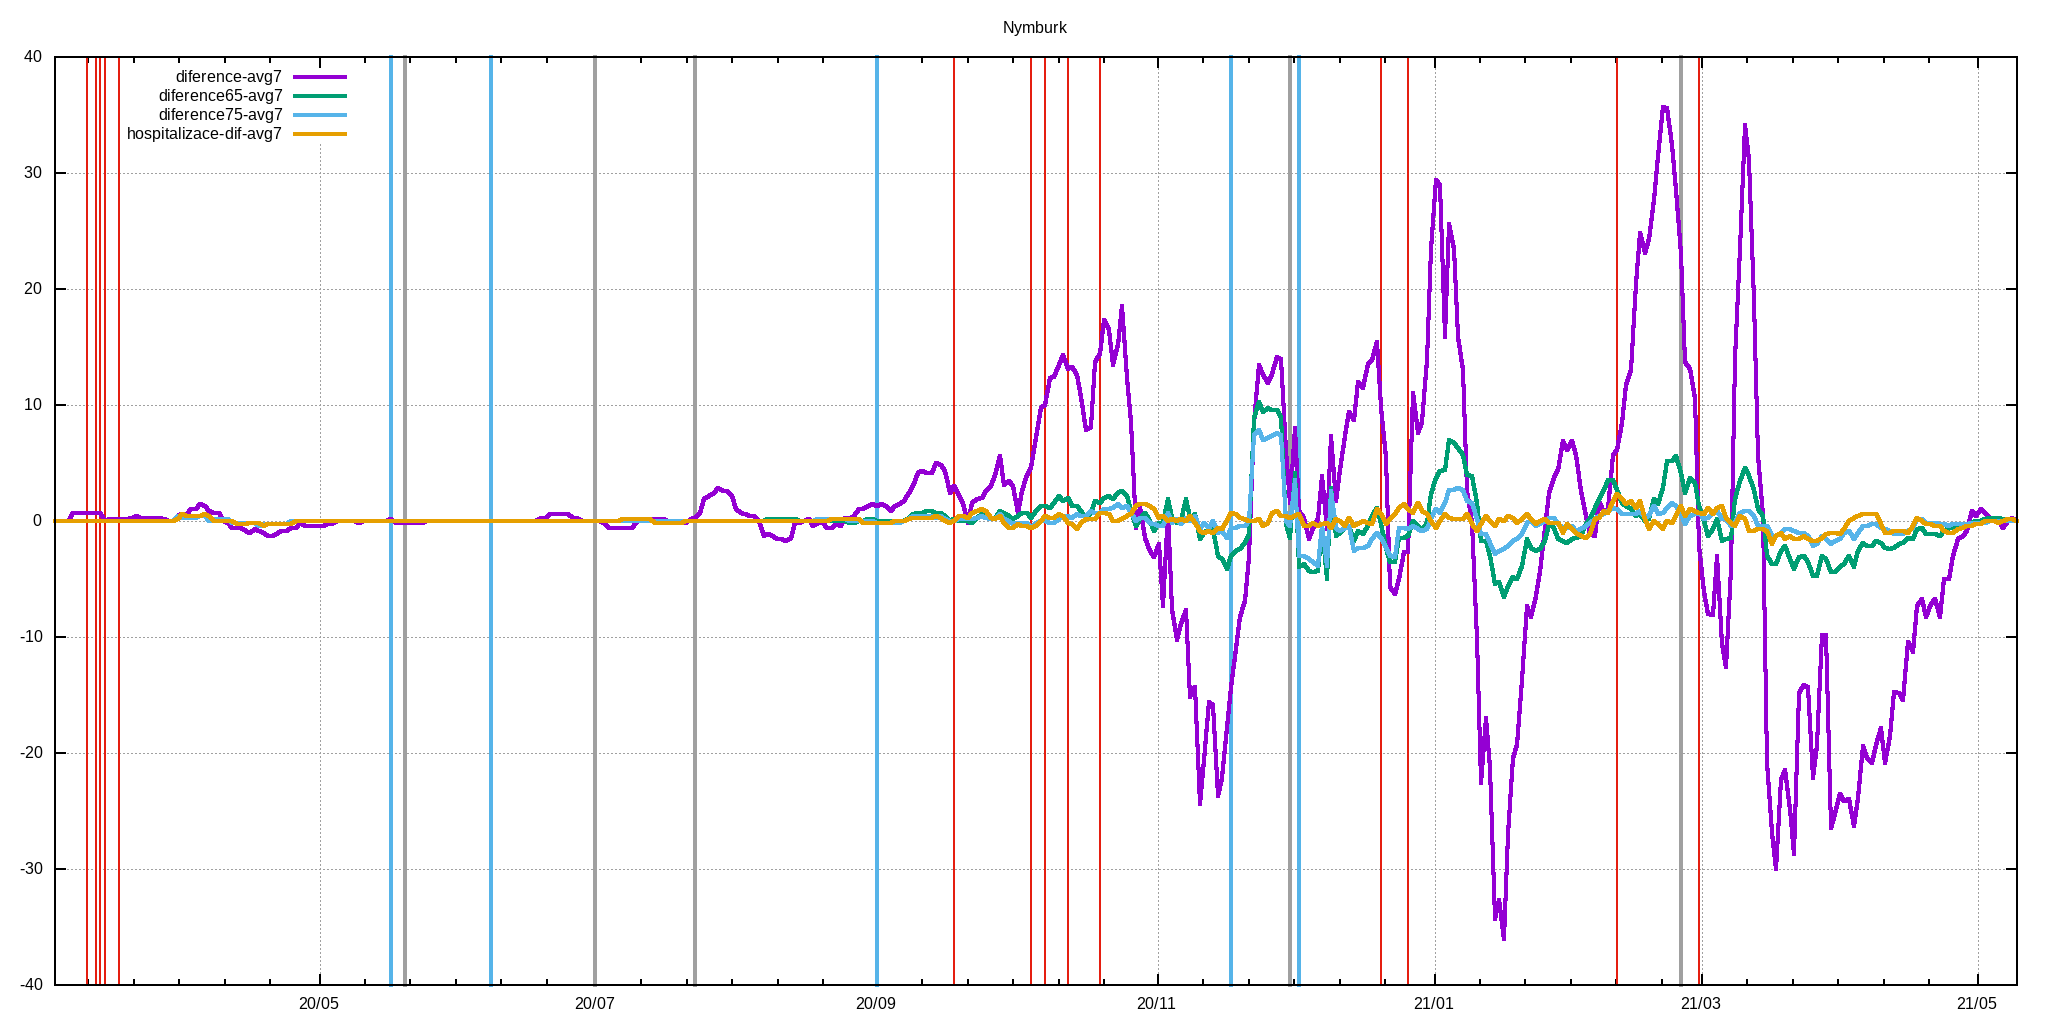 Nymburk
diference-avg7
diference65-avg7
diference75-avg7
hospitalizace-dif-avg7
40
30
20
10
0
-10
-20
-30
-40
20/05 20/07 20/09 20/11 21/01 21/03 21/05